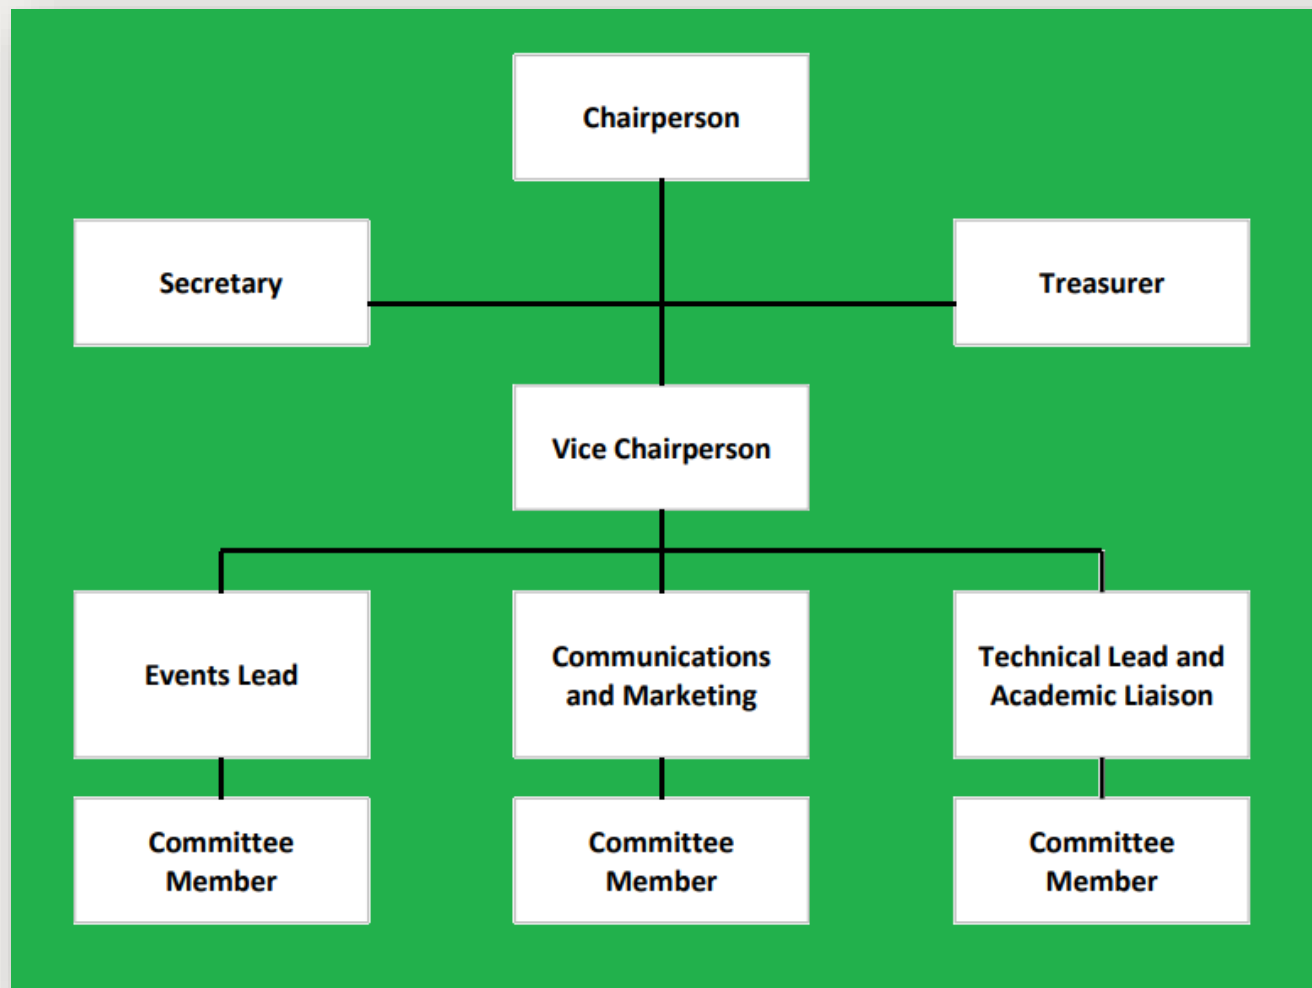 Chairperson
Secretary
Treasurer
Vice Chairperson
Events Lead
Communications
and Marketing
Technical Lead and
Academic Liaison
Committee
Member
Committee
Member
Committee
Member